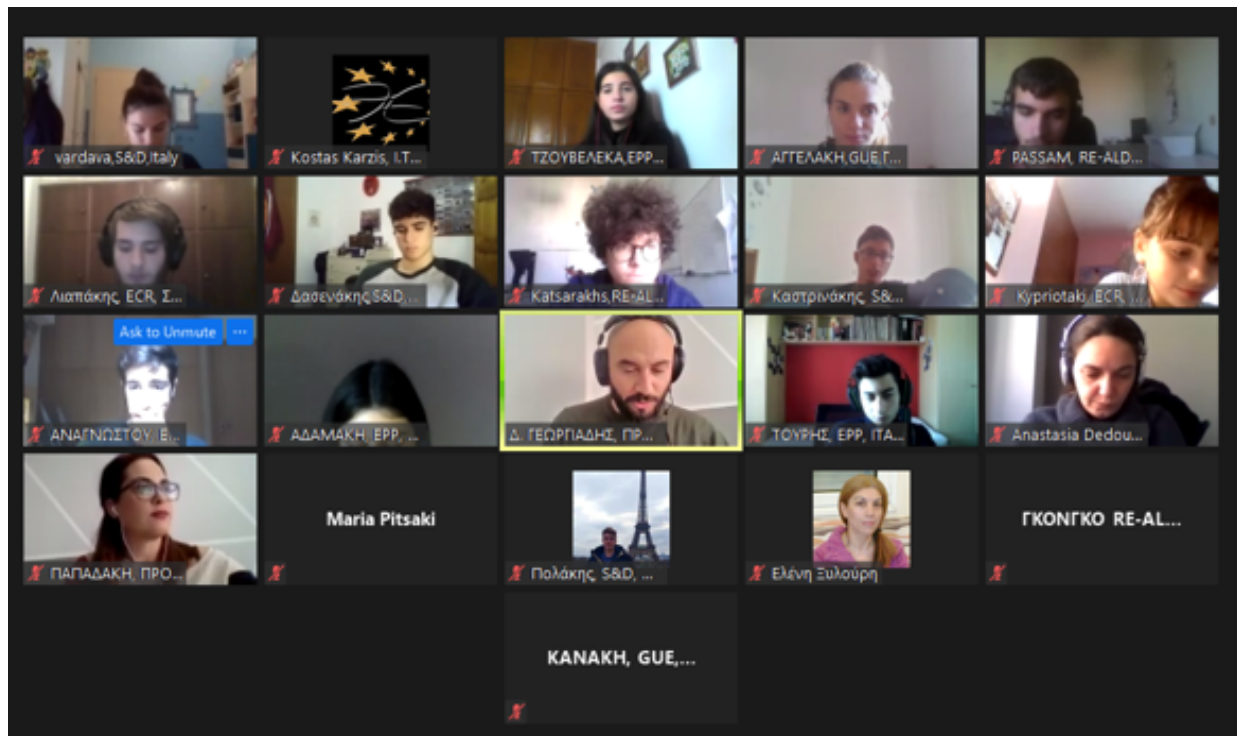 vardava,S&D,Italy
Kostas Karzis, I.T...
ΤΖΟΥΒΕΛΕΚΑ,EPP...
ΑΓΓΕΛΑΚΗ,GUE,Γ...
PASSAM, RE-ALD...
Λιαπάκης, ECR, Σ...
Δασενάκης,S&D,...
Katsarakhs,RE-AL...
Καστρινάκης, S&...
Kypriotaki, ECR, ...
Ask to Unmute ...
ΑΝΑΓΝΩΣΤΟΥ, E...
ΑΔΑΜΑΚΗ, EPP, ...
Δ. ΓΕΩΡΓΙΑΔΗΣ, ΠΡ...
ΤΟΥΡΗΣ, EPP, ITA...
Anastasia Dedou...
ΠΑΠΑΔΑΚΗ, ΠΡΟ...
Maria Pitsaki
Πολάκης, S&D, ...
Ελένη Ξυλούρη
ΓΚΟΝΓΚΟ RE-AL...
ΚΑΝΑΚΗ, GUE,...